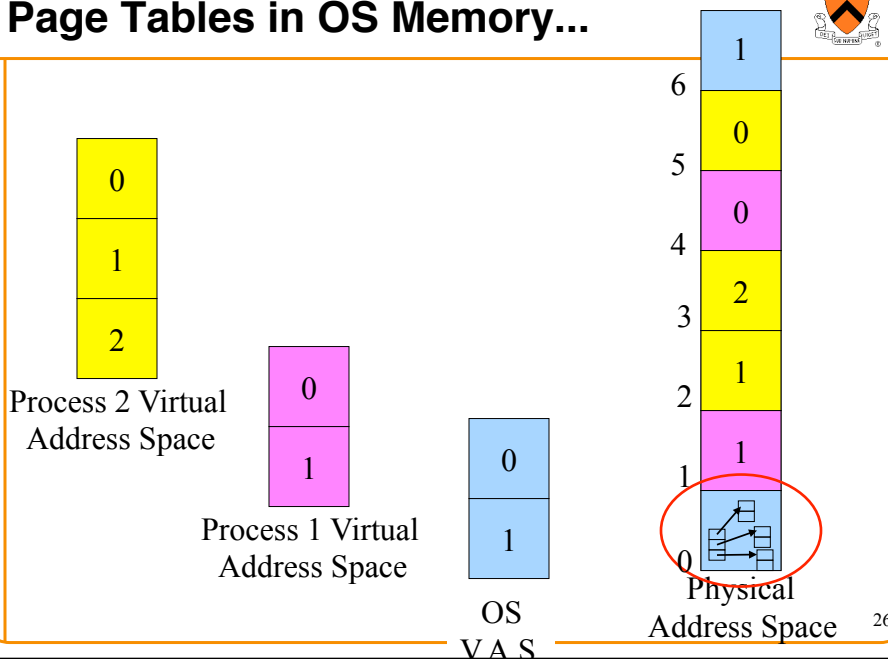 Page Tables in OS Memory...
0
1
2
Process 2 Virtual
Address Space
0
1
Process 1 Virtual
Address Space
0
1
OS
V.A.S
6
1
5
0
4
0
3
2
2
1
1
1
0
Physical
Address Space
26